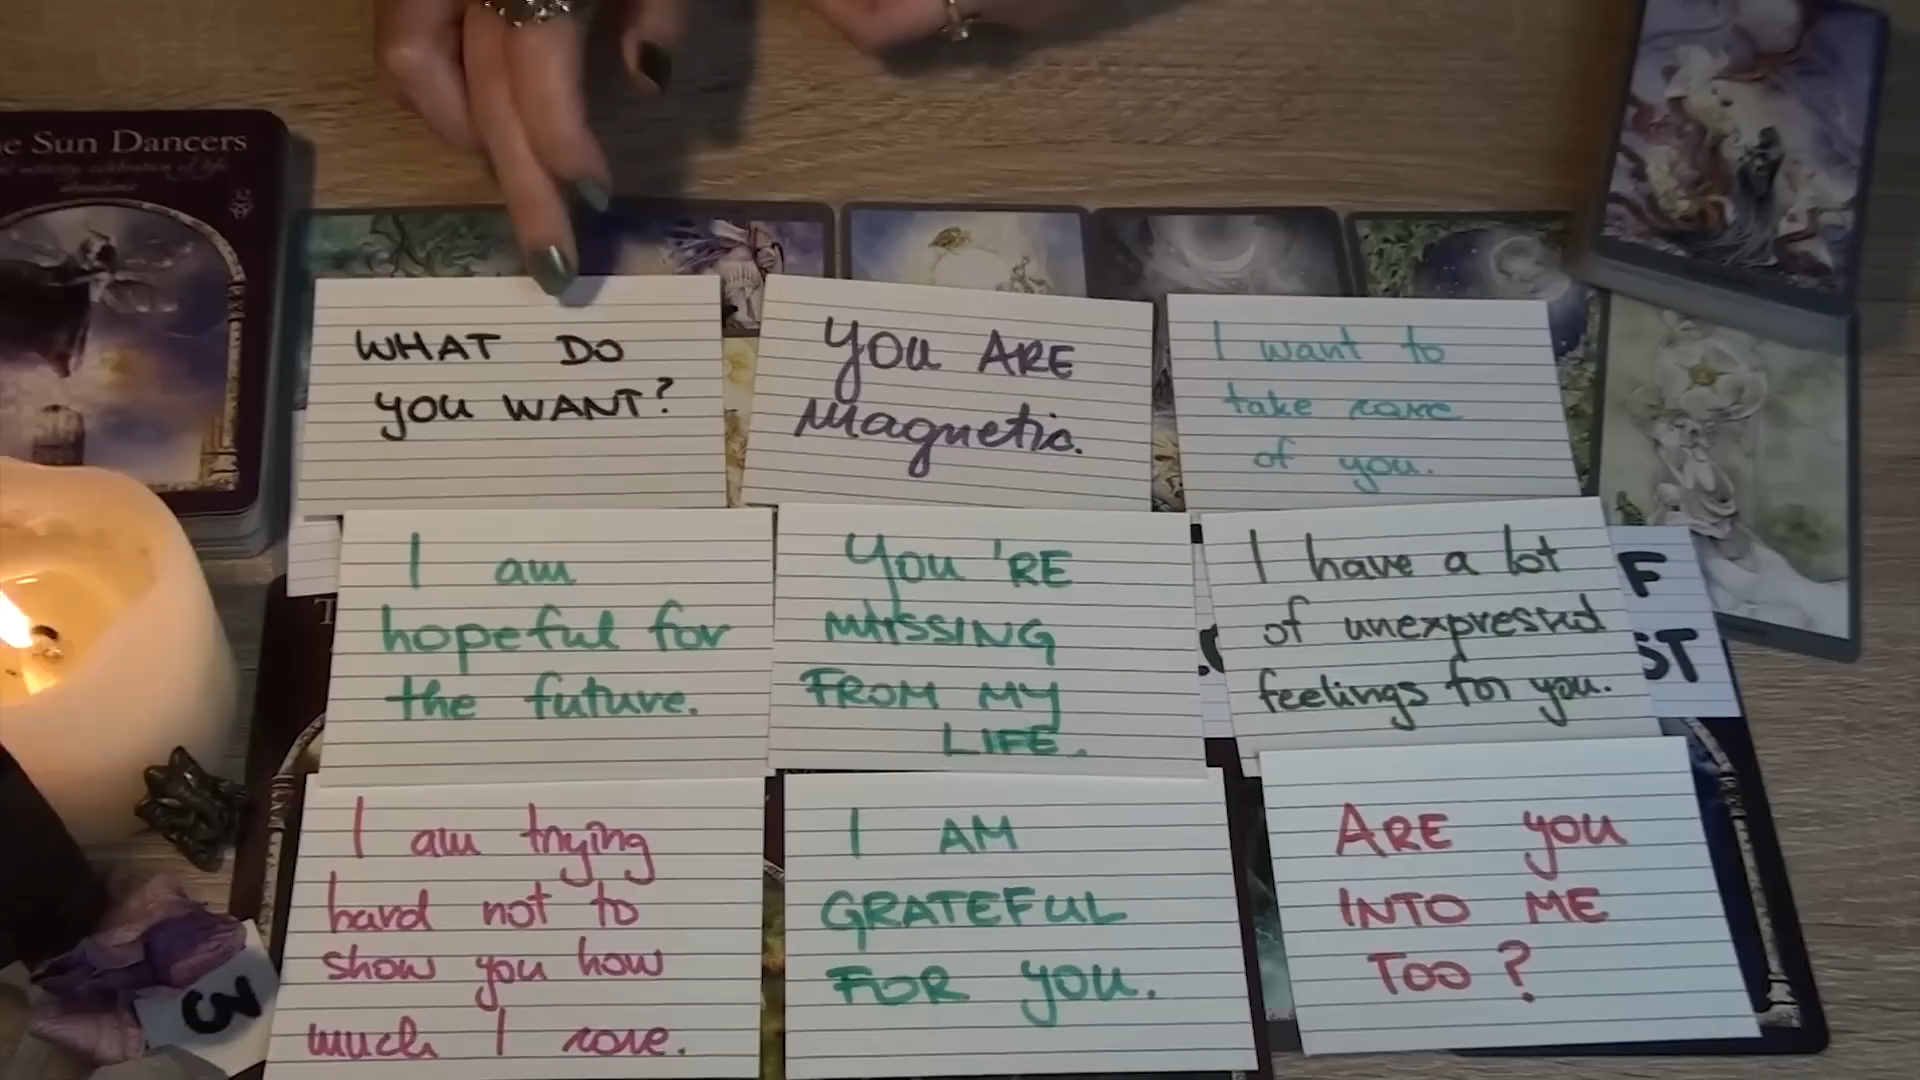 e Sun Dancers
WHAT DO
you WANT?
you ARE
Magnetic.
I want to
take care
of you.
I am
hopeful for
the future.
You 'RE
MISSING
FROM MY
LIFE.
I have a lot
of unexpressed
feelings for you.
F
ST
I am trying
hard not to
show you how
much I care.
I AM
GRATEFUL
FOR YOU.
ARE you
INTO ME
TOO?
3